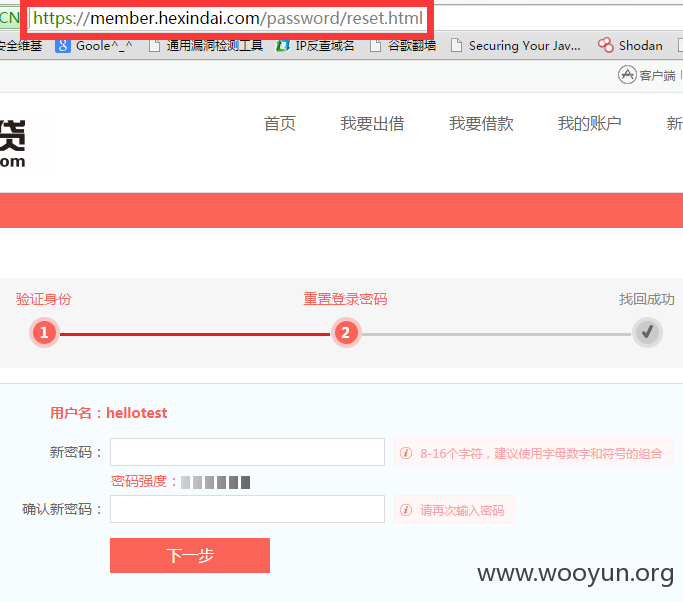 CN https://member.hexindai.com/password/reset.html
安全维基 Goole^_^ 通用漏洞检测工具 IP反查域名 谷歌翻墙 Securing Your Jav... Shodan
客户端
贷
om
首页 我要出借 我要借款 我的账户 新
验证身份 重置登录密码 找回成功
1 2
用户名：hellotest
新密码： 8-16个字符，建议使用字母数字和符号的组合
密码强度：
确认新密码： 请再次输入密码
下一步
www.wooyun.org